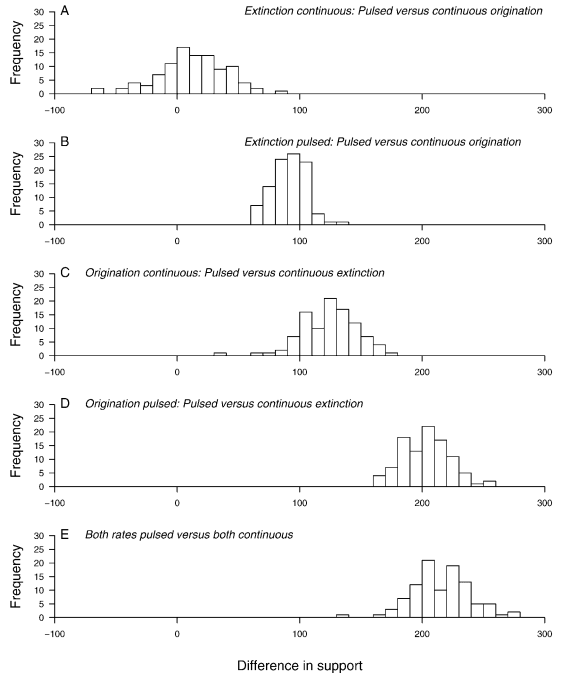 A Extinction continuous: Pulsed versus continuous origination
Frequency
30
25
20
15
10
5
0
−100 0 100 200 300
B Extinction pulsed: Pulsed versus continuous origination
Frequency
30
25
20
15
10
5
0
−100 0 100 200 300
C Origination continuous: Pulsed versus continuous extinction
Frequency
30
25
20
15
10
5
0
−100 0 100 200 300
D Origination pulsed: Pulsed versus continuous extinction
Frequency
30
25
20
15
10
5
0
−100 0 100 200 300
E Both rates pulsed versus both continuous
Frequency
30
25
20
15
10
5
0
−100 0 100 200 300
Difference in support